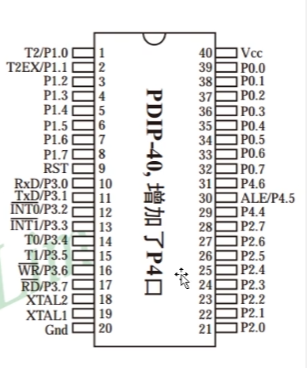 T2/P1.0 1 40 Vcc
T2EX/P1.1 2 39 P0.0
P1.2 3 38 P0.1
P1.3 4 37 P0.2
P1.4 5 36 P0.3
P1.5 6 35 P0.4
P1.6 7 34 P0.5
P1.7 8 33 P0.6
RST 9 32 P0.7
RxD/P3.0 10 31 P4.6
TxD/P3.1 11 30 ALE/P4.5
INT0/P3.2 12 29 P4.4
INT1/P3.3 13 28 P2.7
T0/P3.4 14 27 P2.6
T1/P3.5 15 26 P2.5
WR/P3.6 16 25 P2.4
RD/P3.7 17 24 P2.3
XTAL2 18 23 P2.2
XTAL1 19 22 P2.1
Gnd 20 21 P2.0
PDIP-40,增加了P4口